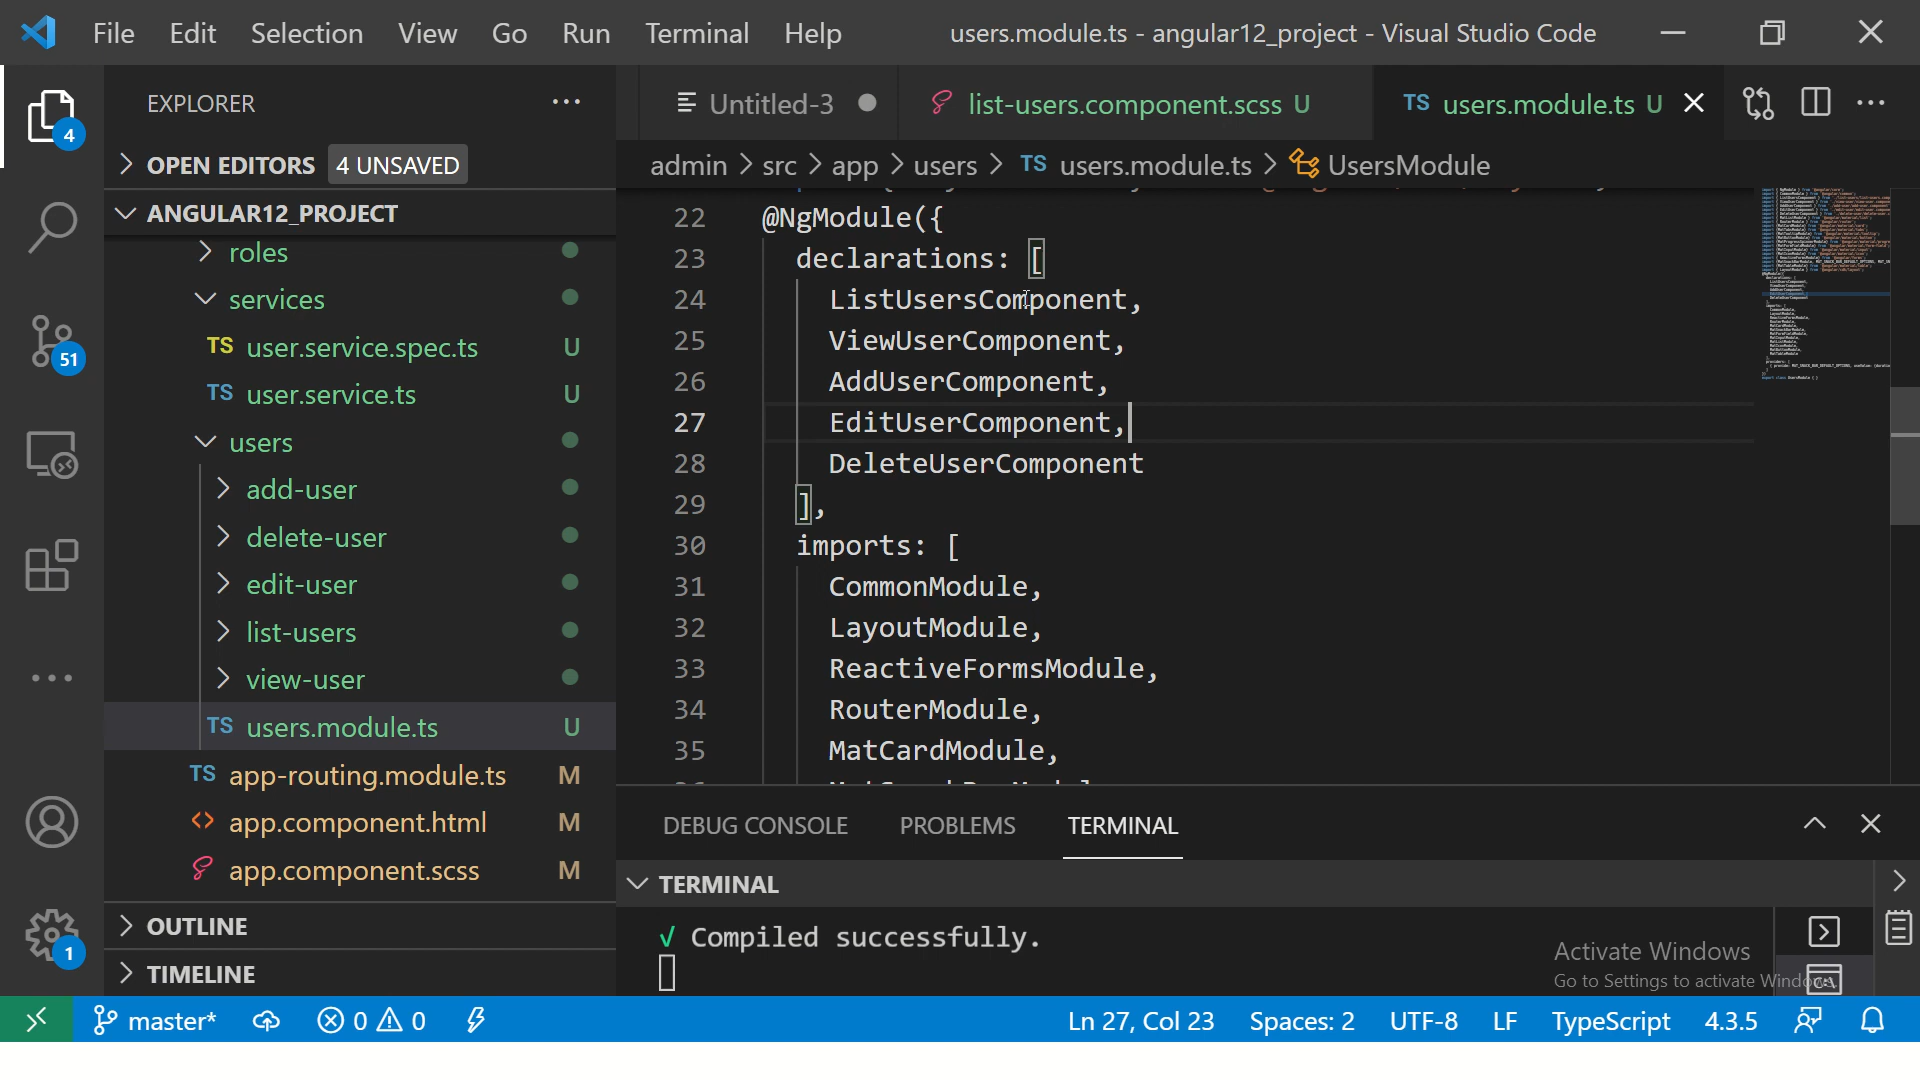 File Edit Selection View Go Run Terminal Help users.module.ts - angular12_project - Visual Studio Code
EXPLORER
Untitled-3
list-users.component.scss U
TS users.module.ts U
4
OPEN EDITORS 4 UNSAVED
admin > src > app > users > TS users.module.ts > UsersModule
ANGULAR12_PROJECT
roles
services
TS user.service.spec.ts U
TS user.service.ts U
users
add-user
delete-user
edit-user
list-users
view-user
TS users.module.ts U
TS app-routing.module.ts M
<> app.component.html M
app.component.scss M
OUTLINE
TIMELINE
51
1
22 @NgModule({
23 declarations: [
24 ListUsersComponent,
25 ViewUserComponent,
26 AddUserComponent,
27 EditUserComponent,
28 DeleteUserComponent
29 ],
30 imports: [
31 CommonModule,
32 LayoutModule,
33 ReactiveFormsModule,
34 RouterModule,
35 MatCardModule,
DEBUG CONSOLE PROBLEMS TERMINAL
TERMINAL
√ Compiled successfully.
Activate Windows
Go to Settings to activate Windows.
master* 0 0 Ln 27, Col 23 Spaces: 2 UTF-8 LF TypeScript 4.3.5